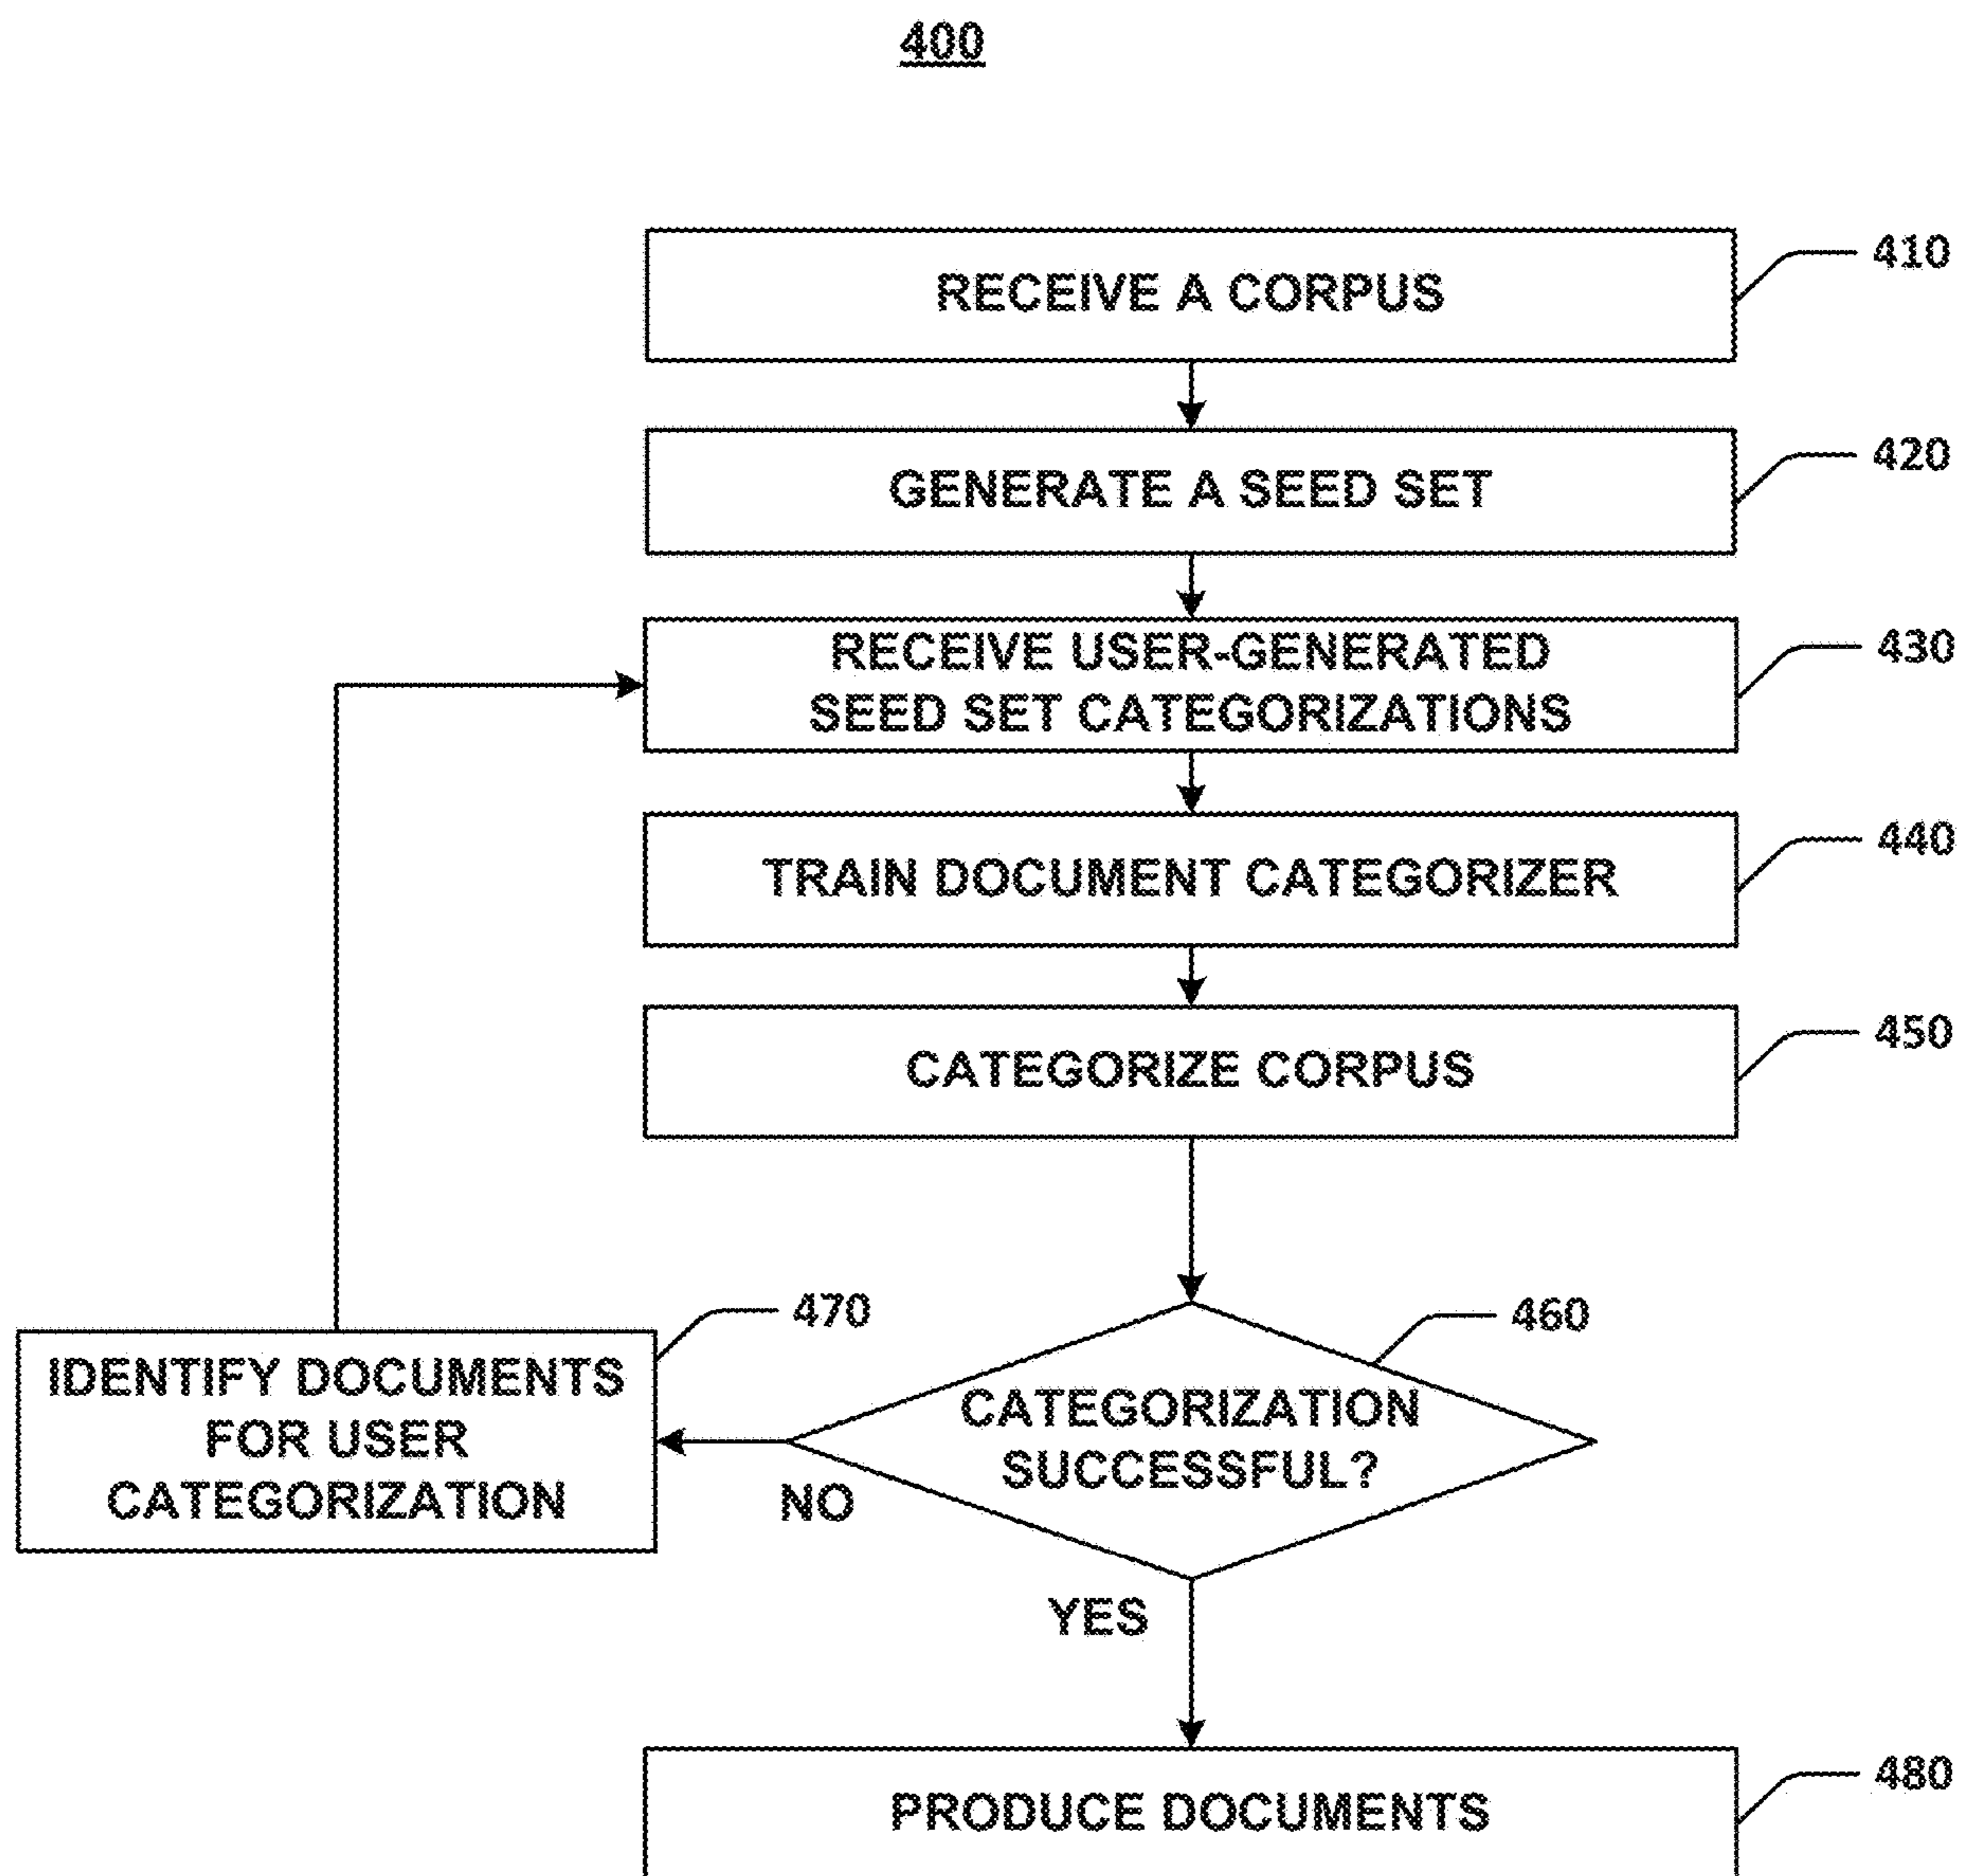 400
RECEIVE A CORPUS
410
GENERATE A SEED SET
420
RECEIVE USER-GENERATED
SEED SET CATEGORIZATIONS
430
TRAIN DOCUMENT CATEGORIZER
440
CATEGORIZE CORPUS
450
CATEGORIZATION
SUCCESSFUL?
460
NO
IDENTIFY DOCUMENTS
FOR USER
CATEGORIZATION
470
YES
PRODUCE DOCUMENTS
480